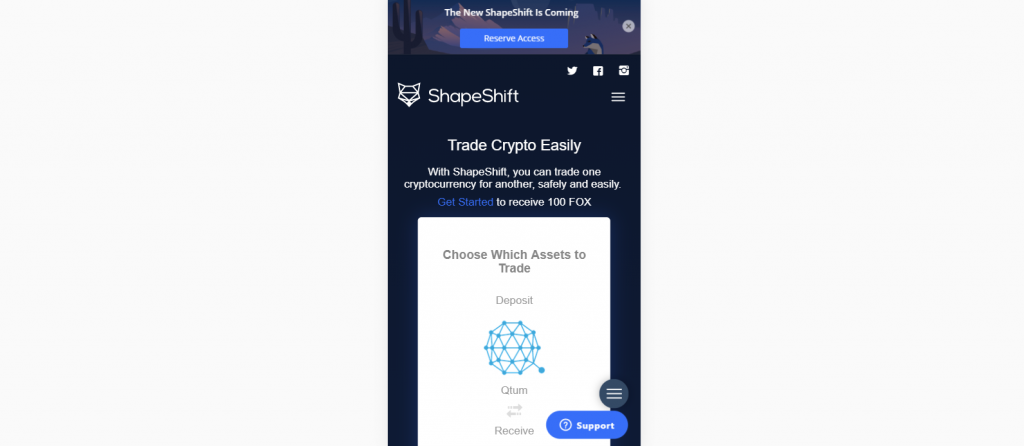 The New ShapeShift Is Coming
Reserve Access
ShapeShift
Trade Crypto Easily
With ShapeShift, you can trade one
cryptocurrency for another, safely and easily.
Get Started to receive 100 FOX
Choose Which Assets to
Trade
Deposit
Qtum
Receive
Support